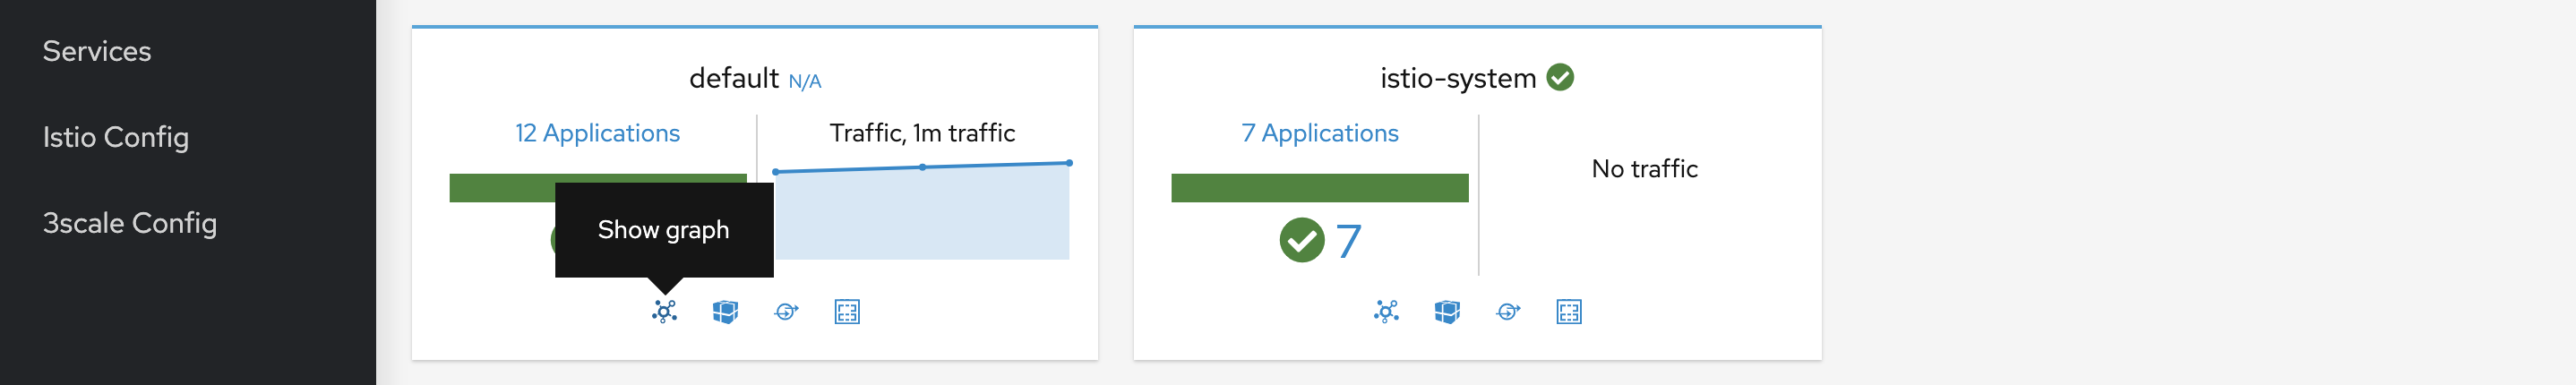 Services
Istio Config
3scale Config
default N/A
12 Applications
Traffic, 1m traffic
Show graph
istio-system
7 Applications
No traffic
7